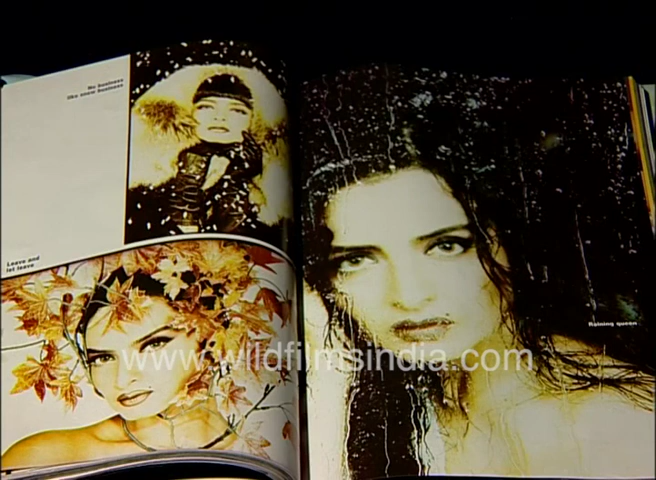 No business
like snow business
Leave and
let leave
Raining queen
www.wildfilmsindia.com